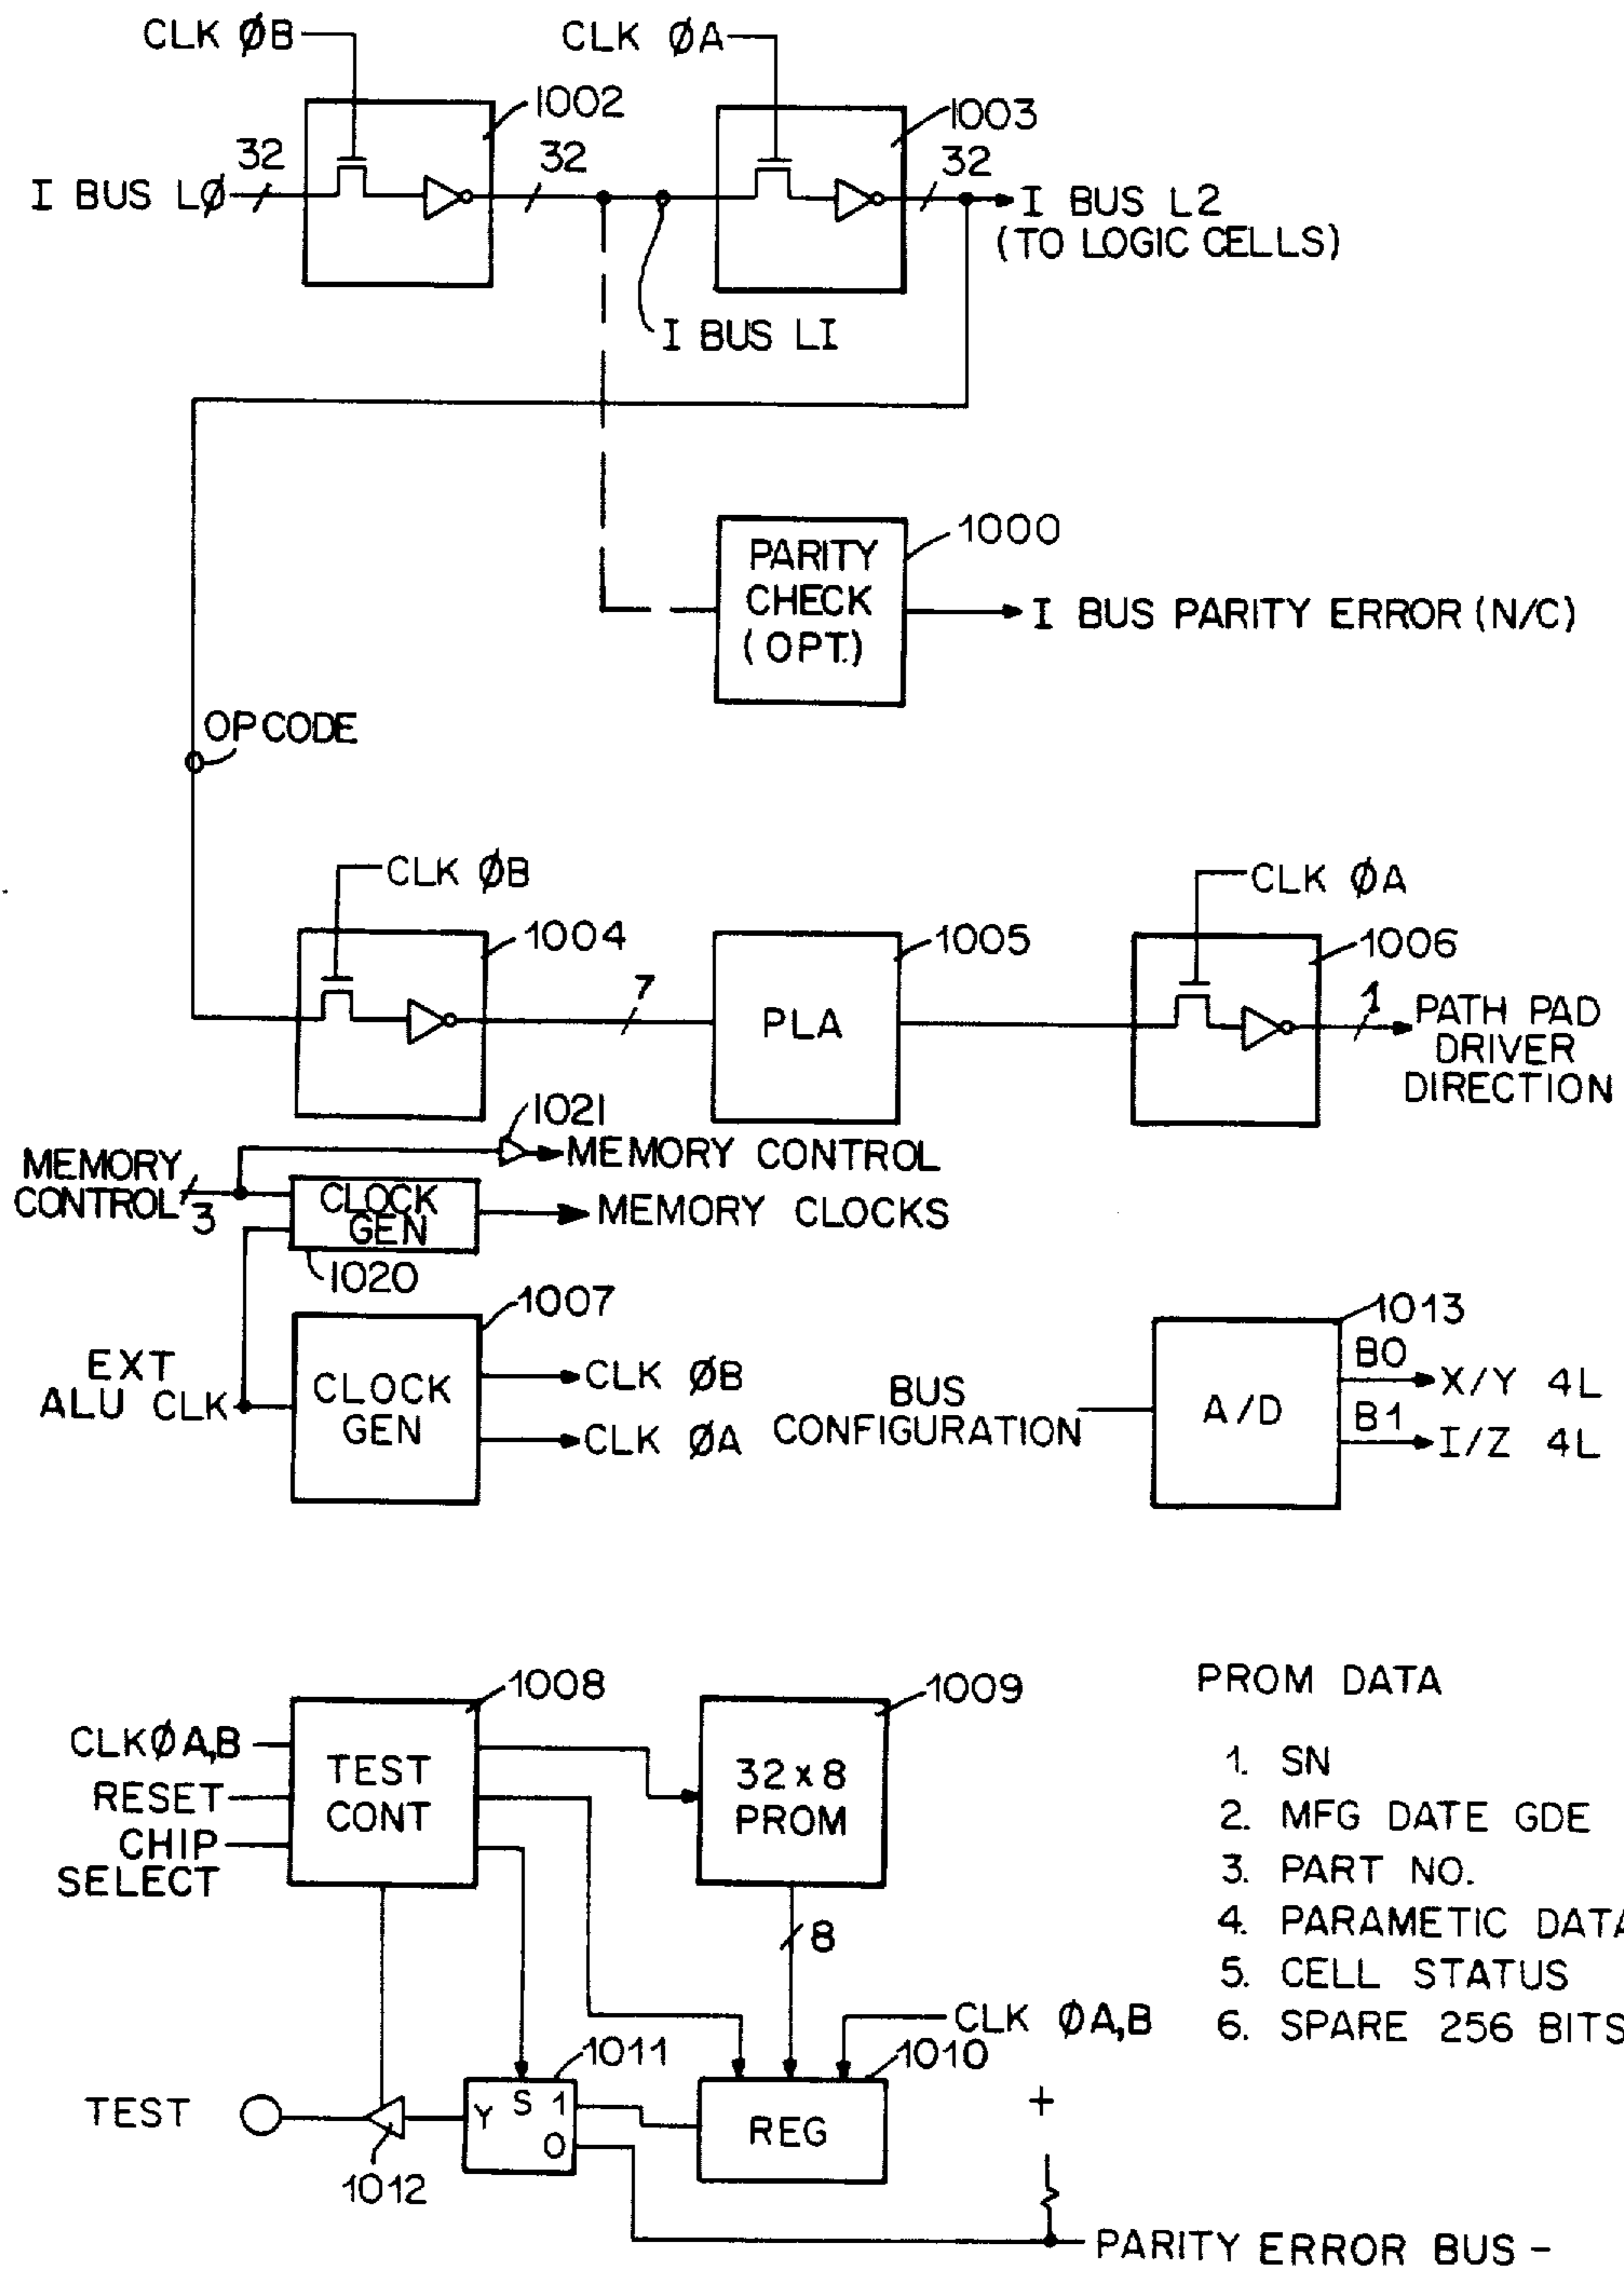 CLK ØB
CLK ØA
1002
1003
32
32
32
I BUS LØ
I BUS L2
(TO LOGIC CELLS)
I BUS LI
1000
PARITY
CHECK
(OPT.)
I BUS PARITY ERROR (N/C)
OPCODE
CLK ØB
CLK ØA
1004
1005
1006
7
PLA
1
PATH PAD
DRIVER
DIRECTION
1021
MEMORY CONTROL
MEMORY
CONTROL
3
CLOCK
GEN
MEMORY CLOCKS
1020
1007
1013
EXT
ALU CLK
CLOCK
GEN
CLK ØB
CLK ØA
BUS
CONFIGURATION
A/D
B0
X/Y 4L
B1
I/Z 4L
1008
1009
CLKØA,B
RESET
CHIP
SELECT
TEST
CONT
32 x 8
PROM
8
PROM DATA
1. SN
2. MFG DATE GDE
3. PART NO.
4. PARAMETIC DATA
5. CELL STATUS
6. SPARE 256 BITS
CLK ØA,B
1011
1010
TEST
1012
Y S 1
0
REG
+
PARITY ERROR BUS -